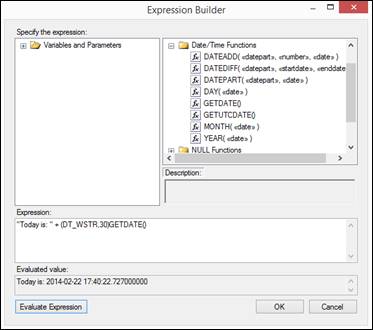 Expression Builder
Specify the expression:
Variables and Parameters
Date/Time Functions
DATEADD( «datepart», «number», «date» )
DATEDIFF( «datepart», «startdate», «enddate
DATEPART( «datepart», «date» )
DAY( «date» )
GETDATE()
GETUTCDATE()
MONTH( «date» )
YEAR( «date» )
NULL Functions
Description:
Expression:
"Today is: " + (DT_WSTR,30)GETDATE()
Evaluated value:
Today is: 2014-02-22 17:40:22.727000000
Evaluate Expression
OK
Cancel